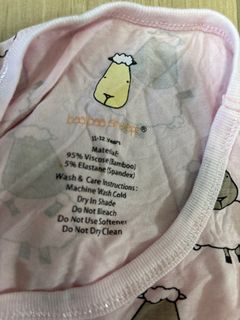 baa baa sheepz®
11-12 Years
Material:
95% Viscose (Bamboo)
5% Elastane (Spandex)
Wash & Care Instructions:
Machine Wash Cold
Dry In Shade
Do Not Bleach
Do Not Use Softener
Do Not Dry Clean